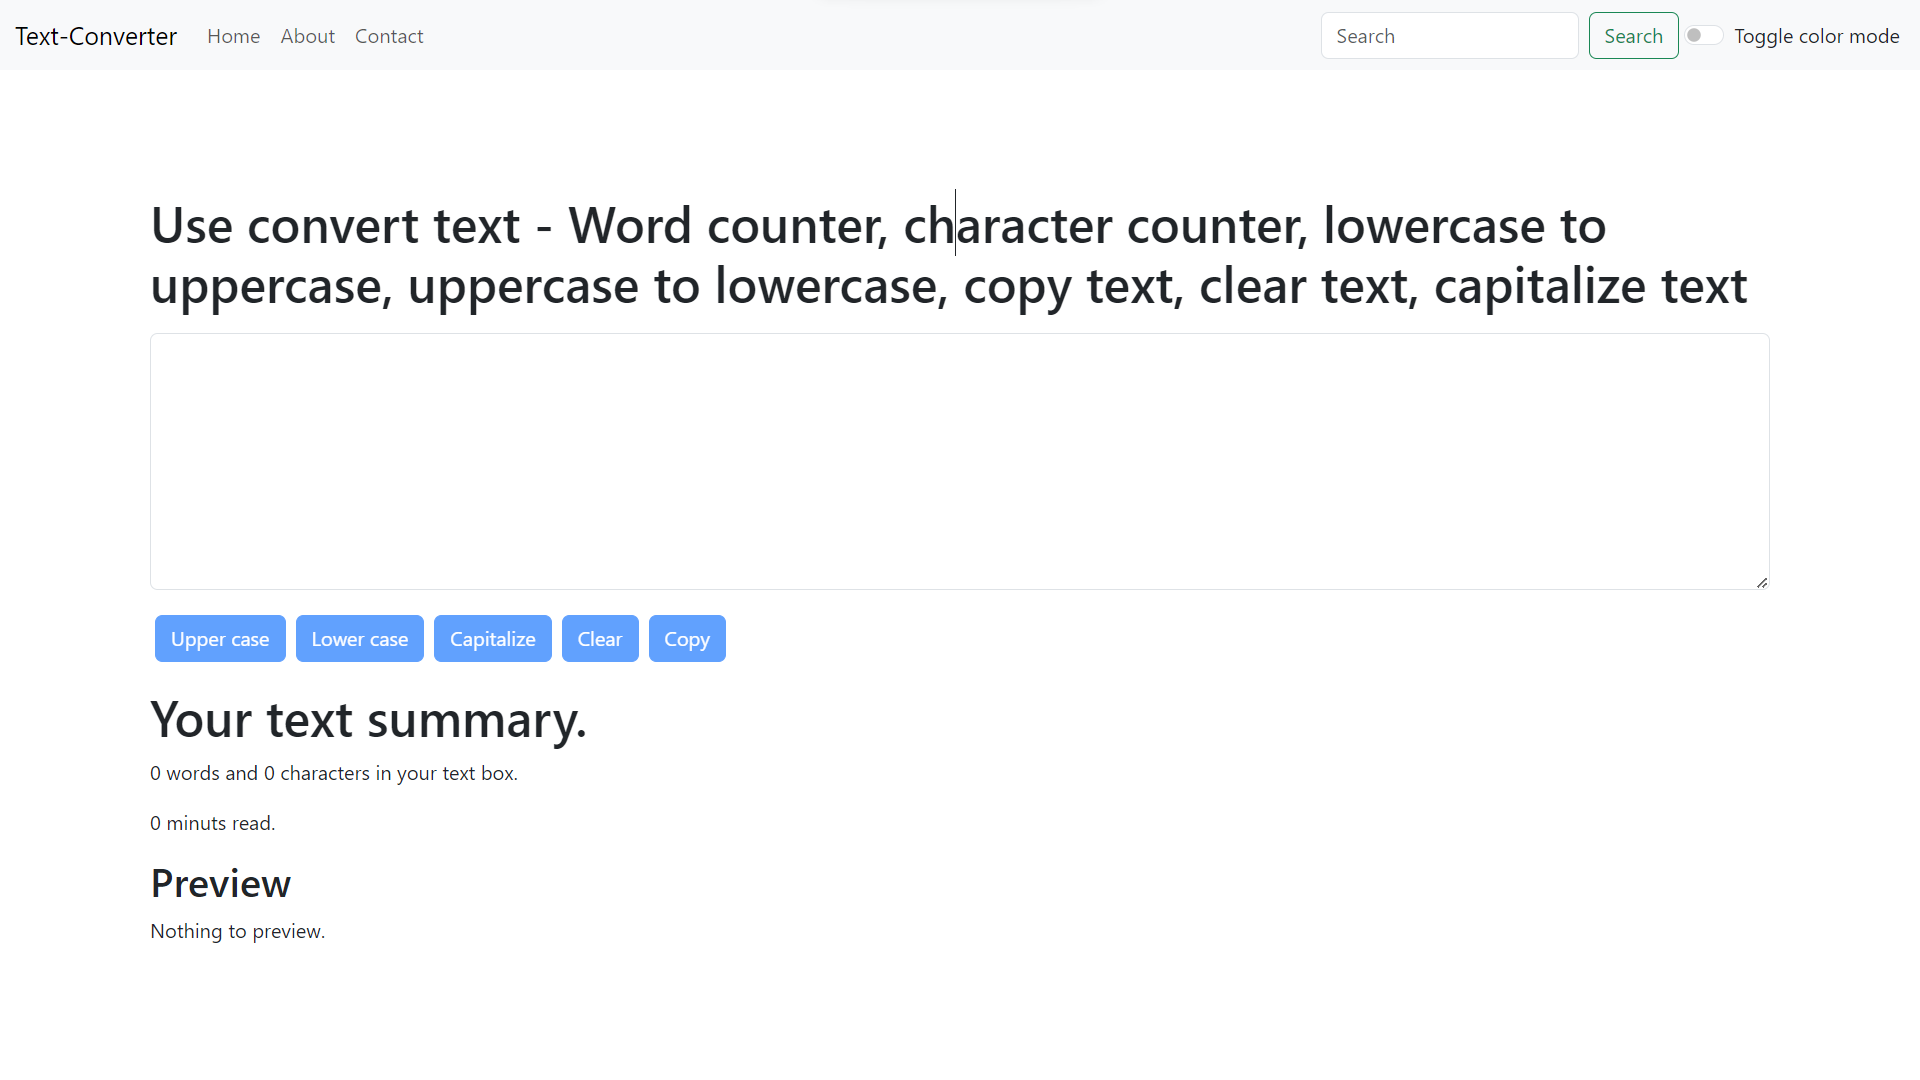 Text-Converter Home About Contact Search Search Toggle color mode
Use convert text - Word counter, character counter, lowercase to
uppercase, uppercase to lowercase, copy text, clear text, capitalize text
Upper case Lower case Capitalize Clear Copy
Your text summary.
0 words and 0 characters in your text box.
0 minuts read.
Preview
Nothing to preview.